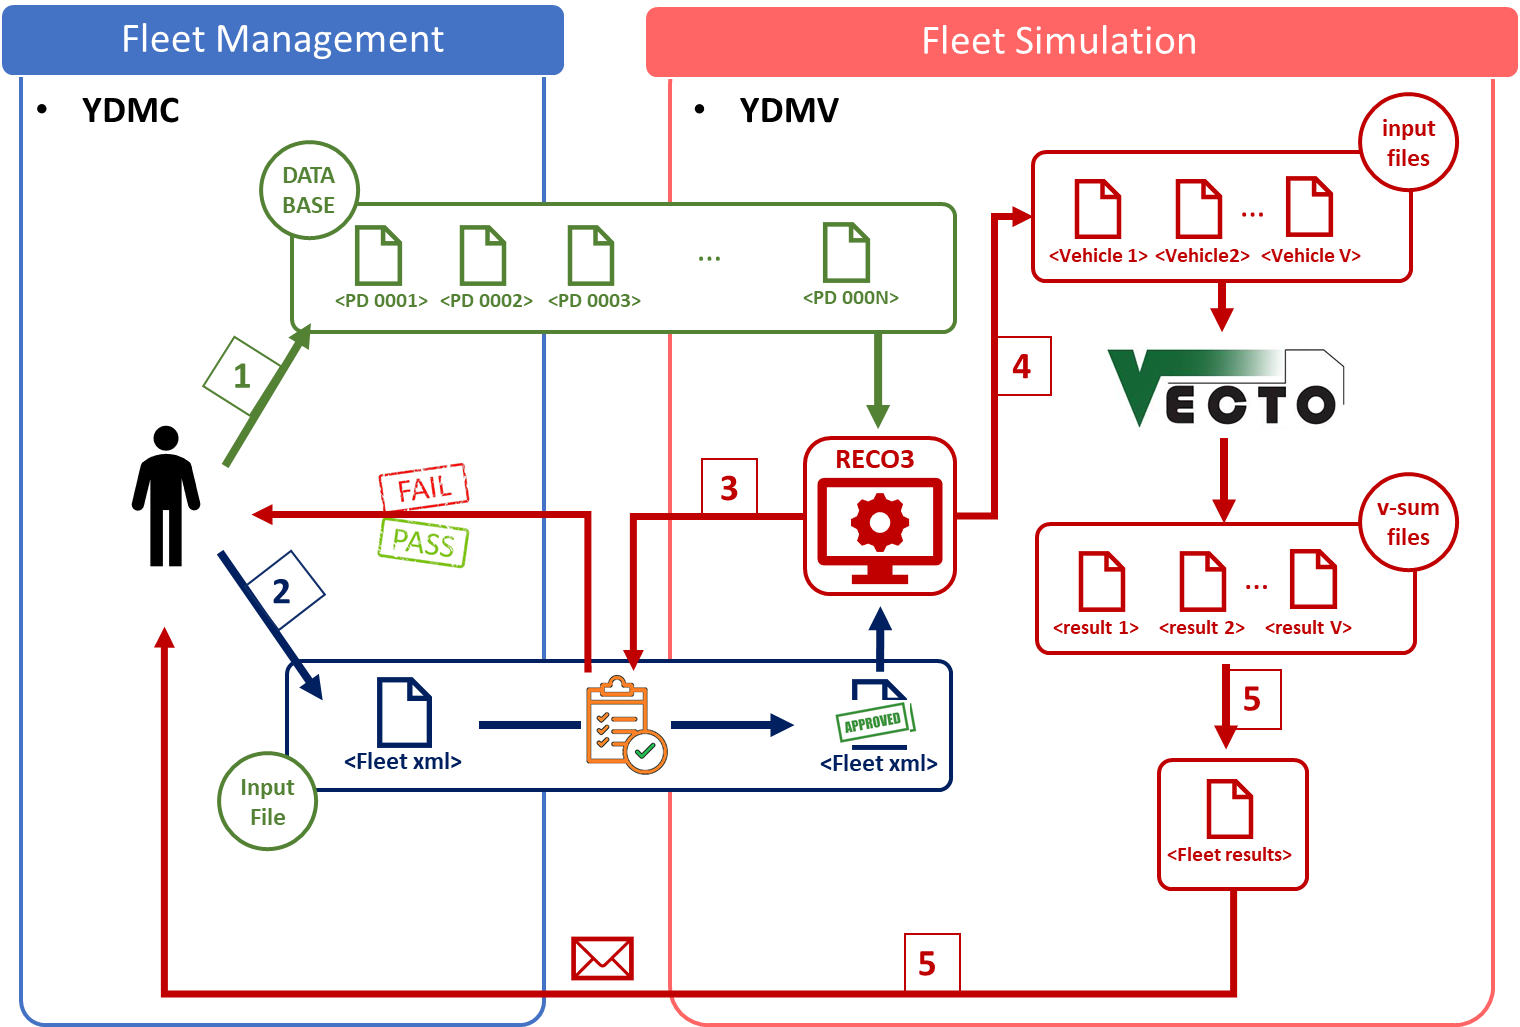 Fleet Management
Fleet Simulation
• YDMC
• YDMV
DATA
BASE
<PD 0001>
<PD 0002>
<PD 0003>
...
<PD 000N>
input
files
<Vehicle 1>
<Vehicle2>
...
<Vehicle V>
1
4
VECTO
RECO3
3
FAIL
PASS
2
v-sum
files
<result 1>
<result 2>
...
<result V>
<Fleet xml>
APPROVED
<Fleet xml>
Input
File
5
<Fleet results>
5